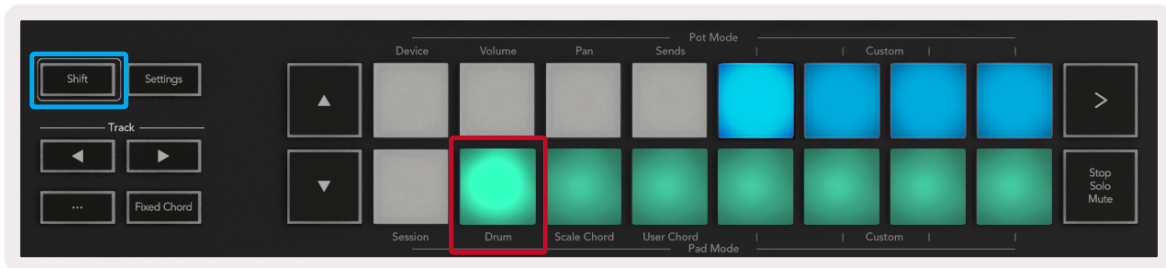 Pot Mode
Device Volume Pan Sends | | Custom | |
Shift Settings
Track
... Fixed Chord
Stop
Solo
Mute
Session Drum Scale Chord User Chord | | Custom | |
Pad Mode